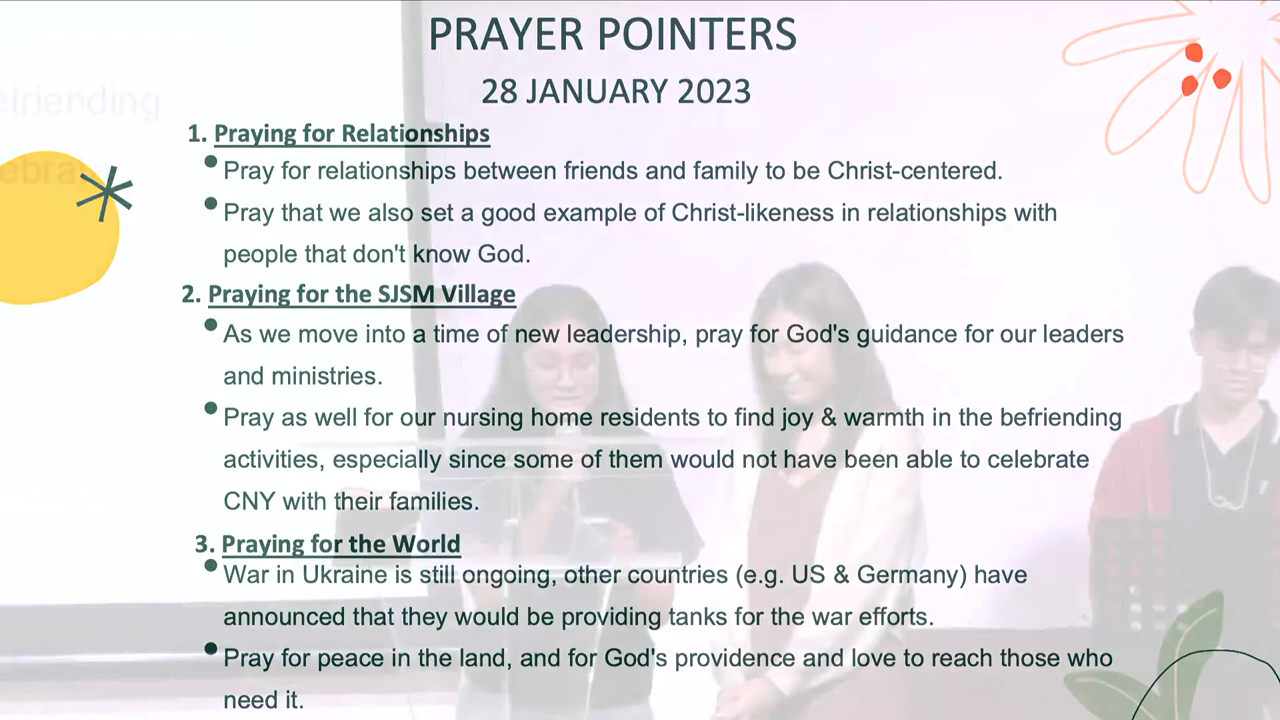 PRAYER POINTERS
28 JANUARY 2023
efriending
ebra
1. Praying for Relationships
• Pray for relationships between friends and family to be Christ-centered.
• Pray that we also set a good example of Christ-likeness in relationships with
people that don't know God.
2. Praying for the SJSM Village
• As we move into a time of new leadership, pray for God's guidance for our leaders
and ministries.
• Pray as well for our nursing home residents to find joy & warmth in the befriending
activities, especially since some of them would not have been able to celebrate
CNY with their families.
3. Praying for the World
• War in Ukraine is still ongoing, other countries (e.g. US & Germany) have
announced that they would be providing tanks for the war efforts.
• Pray for peace in the land, and for God's providence and love to reach those who
need it.